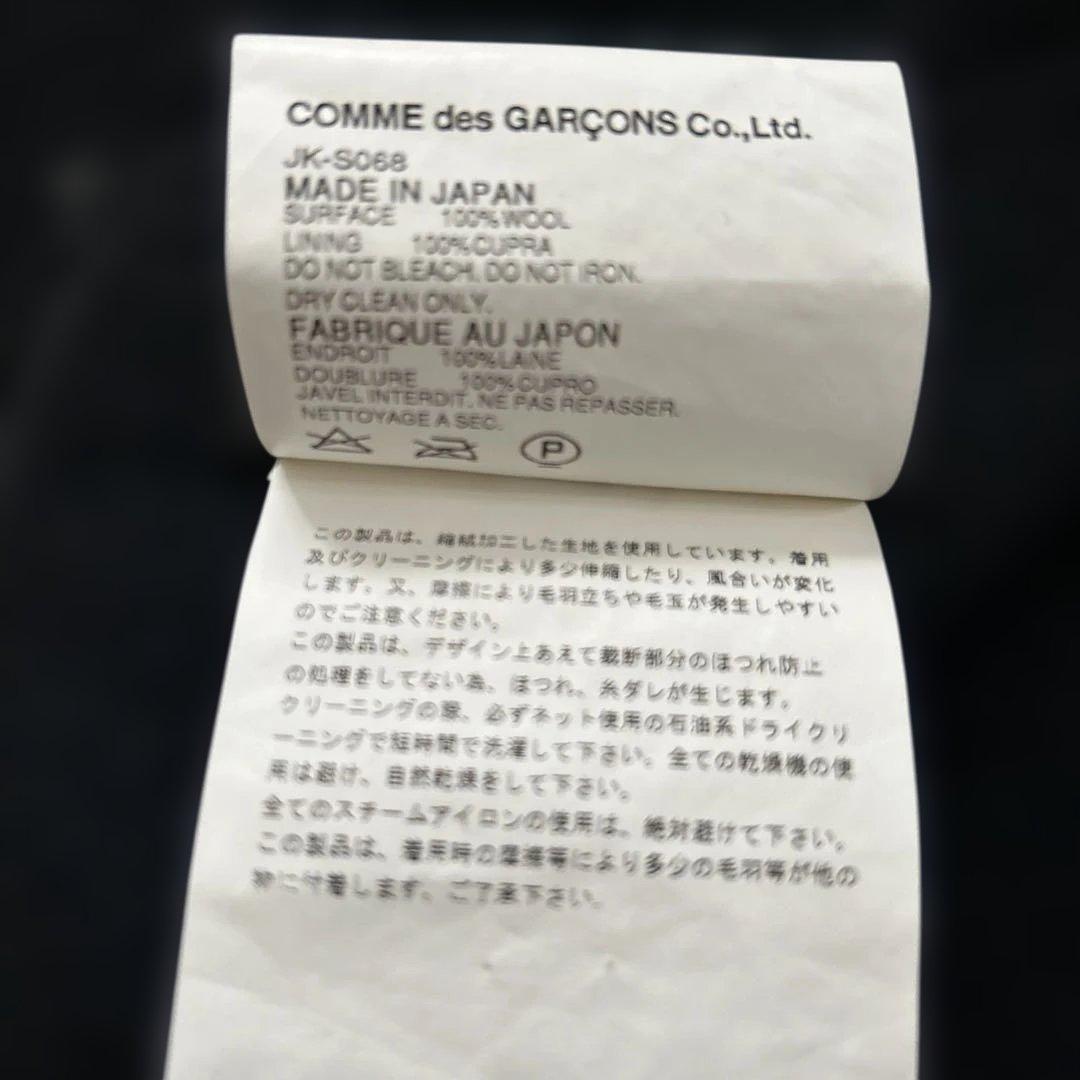 COMME des GARÇONS Co.,Ltd.
JK-S068
MADE IN JAPAN
SURFACE 100%WOOL
LINING 100%CUPRA
DO NOT BLEACH. DO NOT IRON.
DRY CLEAN ONLY.
FABRIQUE AU JAPON
ENDROIT 100%LAINE
DOUBLURE 100%CUPRO
JAVEL INTERDIT. NE PAS REPASSER.
NETTOYAGE A SEC.
P
この製品は、縮絨加工した生地を使用しています。着用
及びクリーニングにより多少伸縮したり、風合いが変化
します。又、摩擦により毛羽立ちや毛玉が発生しやすい
のでご注意ください。
この製品は、デザイン上あえて裁断部分のほつれ防止
の処理をしてない為、ほつれ、糸ダレが生じます。
クリーニングの際、必ずネット使用の石油系ドライクリ
ーニングで短時間で洗濯して下さい。全ての乾燥機の使
用は避け、自然乾燥をして下さい。
全てのスチームアイロンの使用は、絶対避けて下さい。
この製品は、着用時の摩擦等により多少の毛羽等が他の
物に付着します、ご了承下さい。